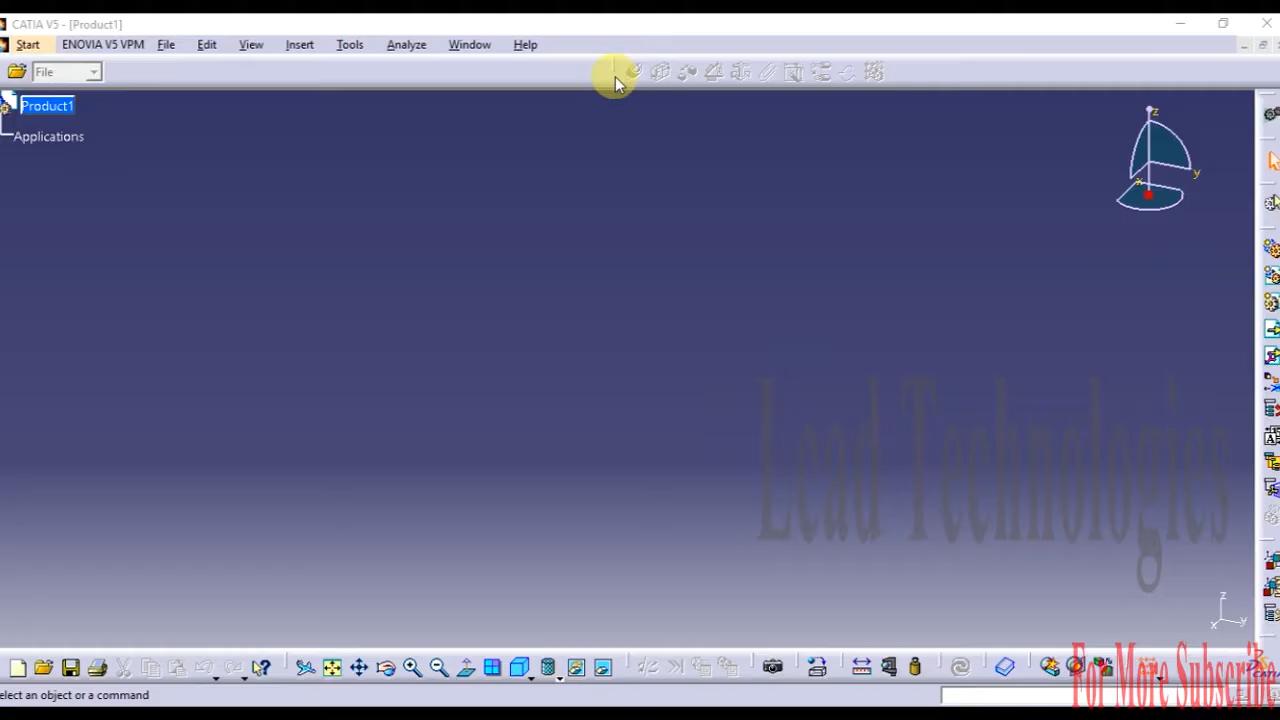 CATIA V5 - [Product1]
Start ENOVIA V5 VPM File Edit View Insert Tools Analyze Window Help
File
Product1
Applications
z
y
x
Lead Technologies
z
x y
For More Subscribe
elect an object or a command